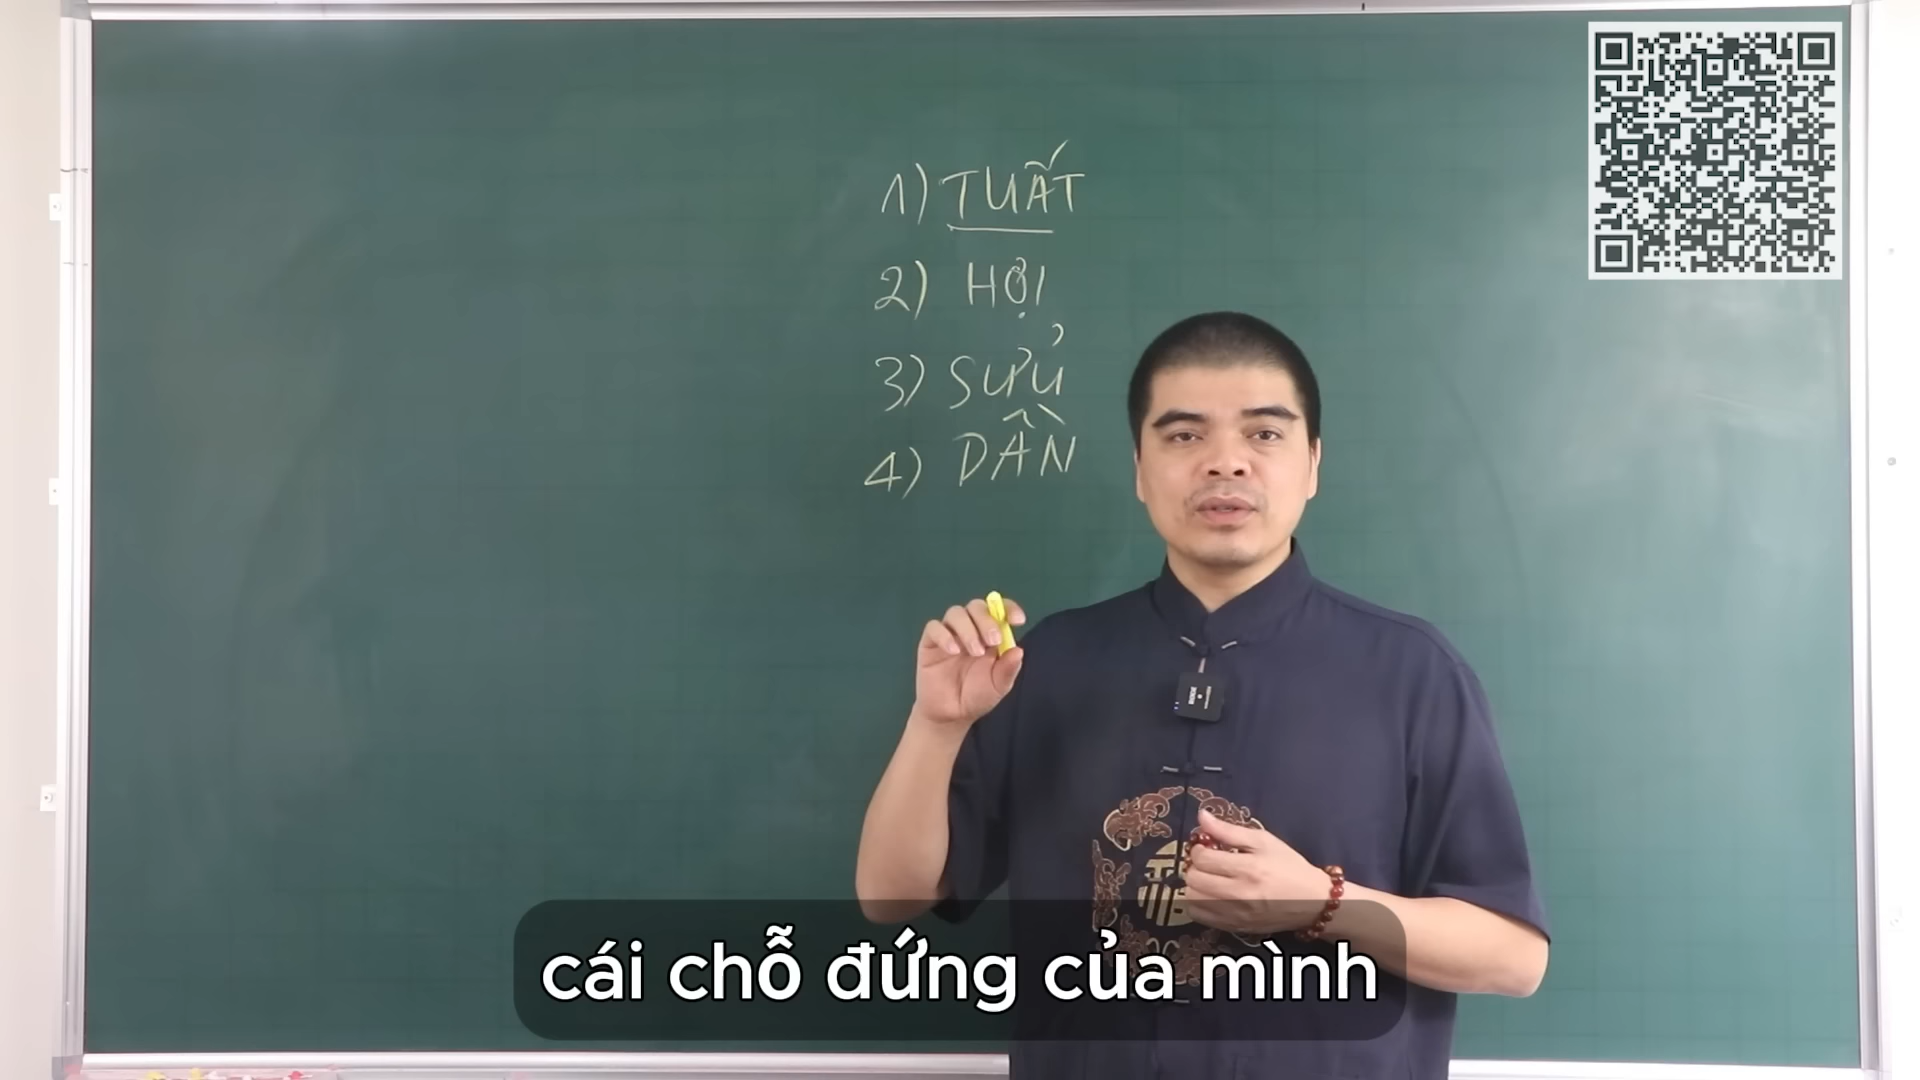 1) TUẤT
2) HỢI
3) SỬU
4) DẦN
cái chỗ đứng của mình